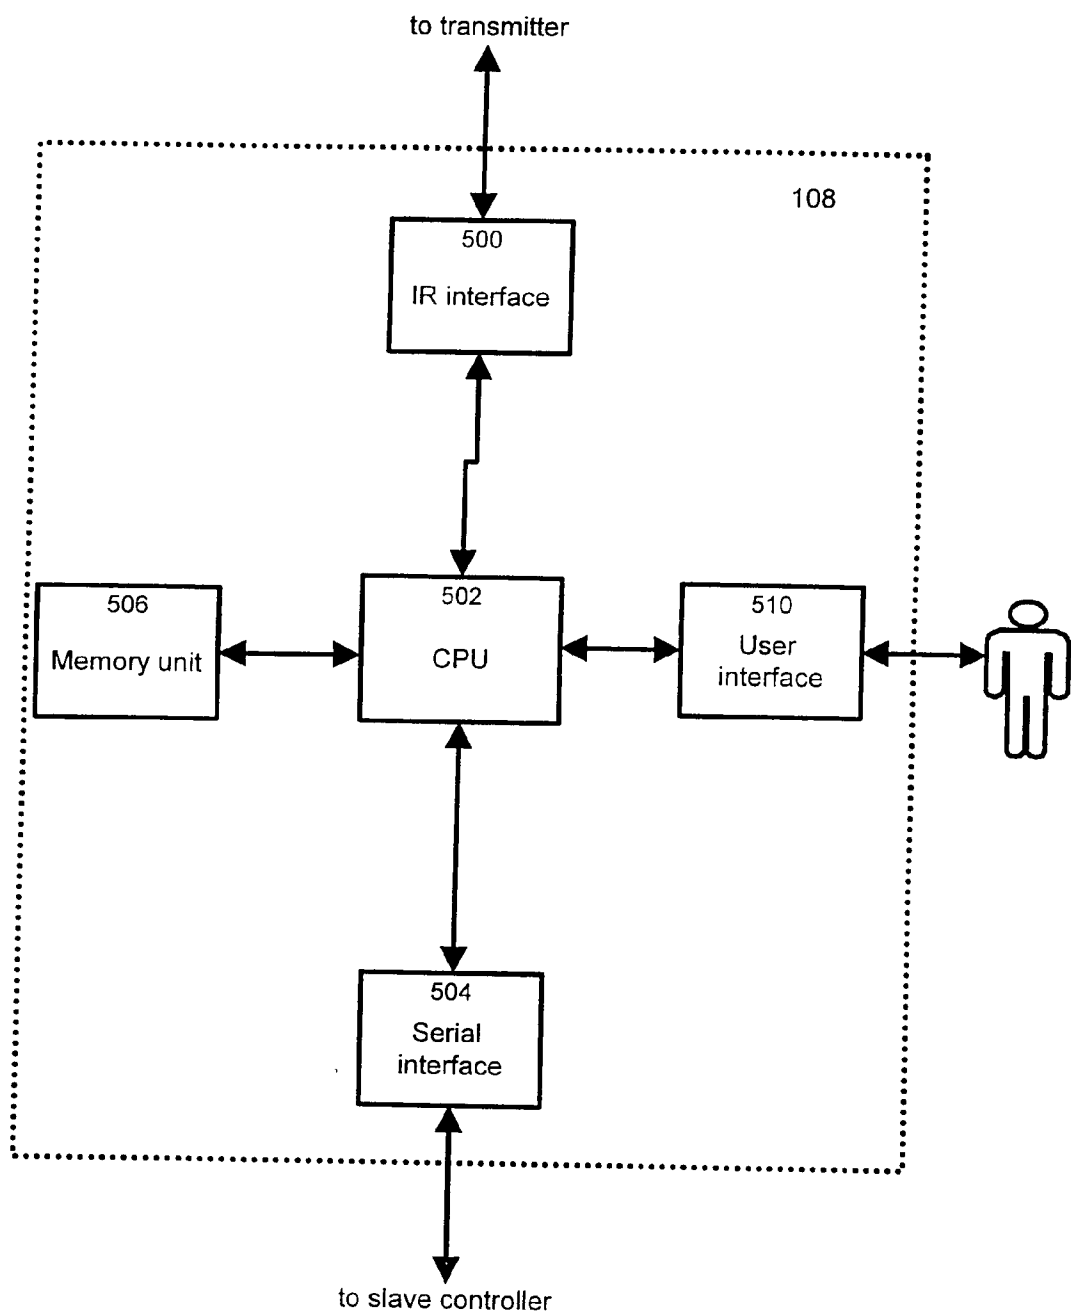 to transmitter
108
500
IR interface
506
Memory unit
502
CPU
510
User
interface
504
Serial
interface
to slave controller